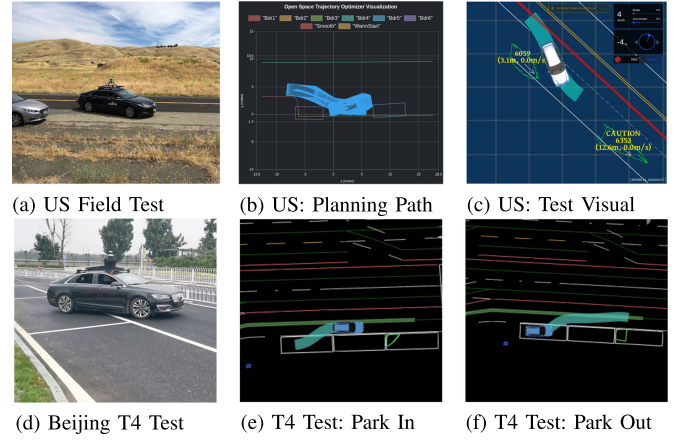 Open Space Trajectory Optimizer Visualization
"Bdr1" "Bdr2" "Bdr3" "Bdr4" "Bdr5" "Bdr6"
"Smooth" "WarmStart"
4
-4
6059
(3.1m, 0.0m/s
CAUTION
6353
(12.6m, 0.0m/s)
(a) US Field Test
(b) US: Planning Path
(c) US: Test Visual
(d) Beijing T4 Test
(e) T4 Test: Park In
(f) T4 Test: Park Out